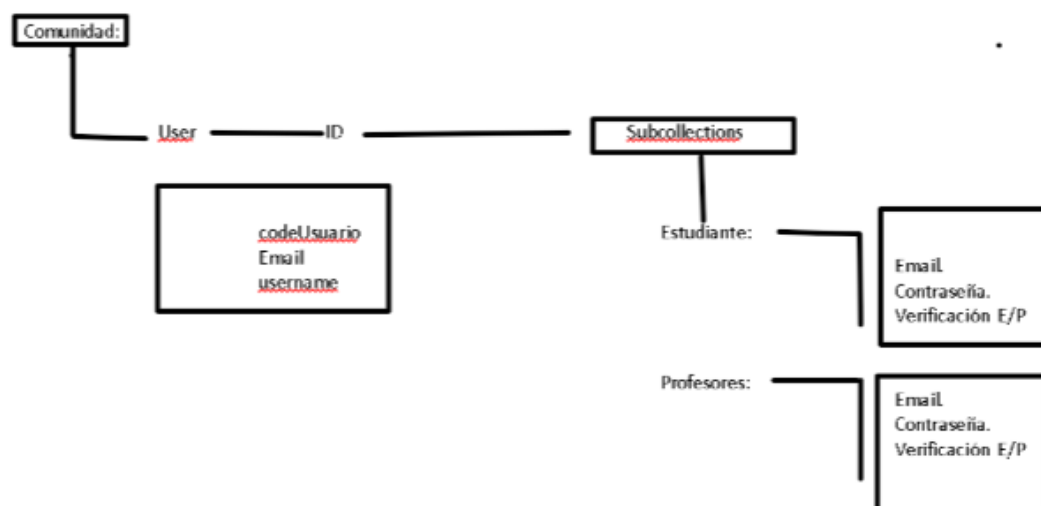 Comunidad:
User ID Subcollections
codeUsuario
Email
username
Estudiante:
Email.
Contraseña.
Verificación E/P
Profesores:
Email.
Contraseña.
Verificación E/P